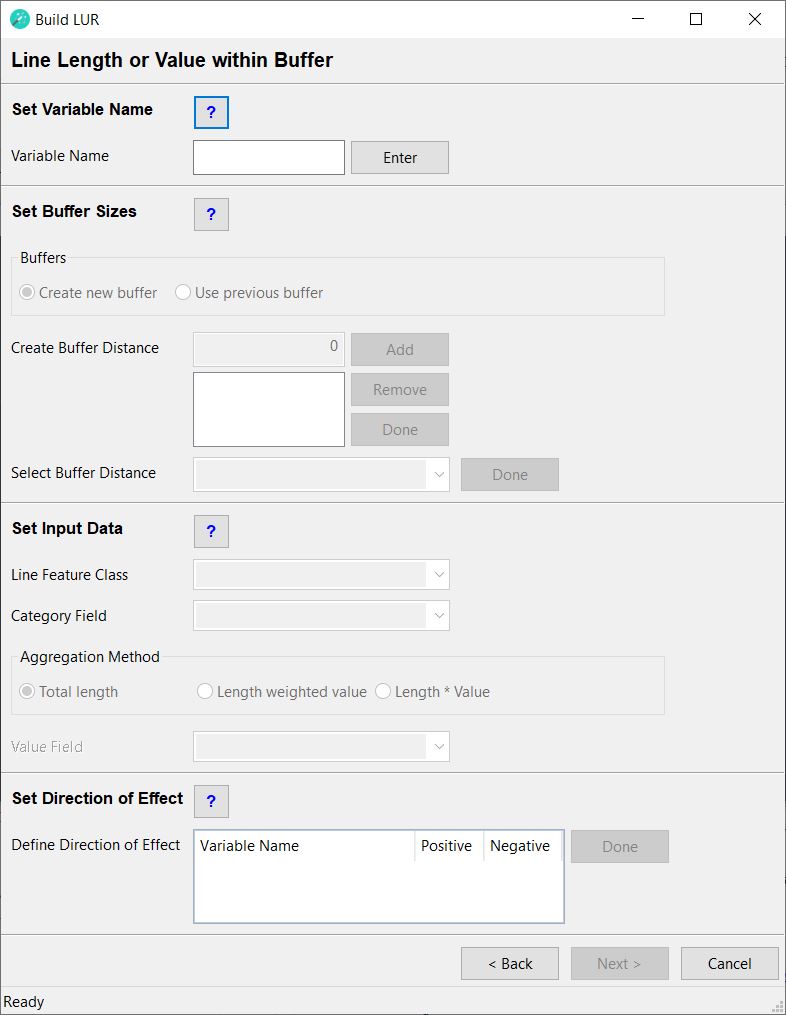 Build LUR
Line Length or Value within Buffer
Set Variable Name ?
Variable Name Enter
Set Buffer Sizes ?
Buffers
Create new buffer Use previous buffer
Create Buffer Distance 0 Add
Remove
Done
Select Buffer Distance Done
Set Input Data ?
Line Feature Class
Category Field
Aggregation Method
Total length Length weighted value Length * Value
Value Field
Set Direction of Effect ?
Define Direction of Effect Variable Name Positive Negative Done
< Back Next > Cancel
Ready